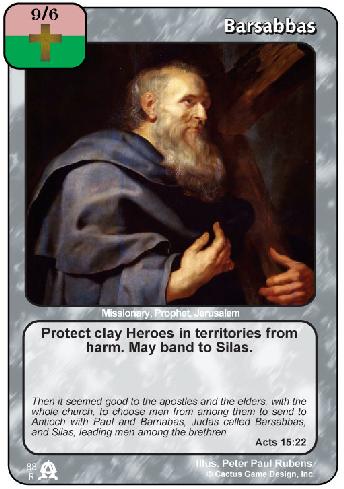 9/6
Barsabbas
Missionary, Prophet, Jerusalem
Protect clay Heroes in territories from
harm. May band to Silas.
Then it seemed good to the apostles and the elders, with the
whole church, to choose men from among them to send to
Antioch with Paul and Barnabas, Judas called Barsabbas,
and Silas, leading men among the brethren
Acts 15:22
88
R
Illus. Peter Paul Rubens
© Cactus Game Design, Inc.